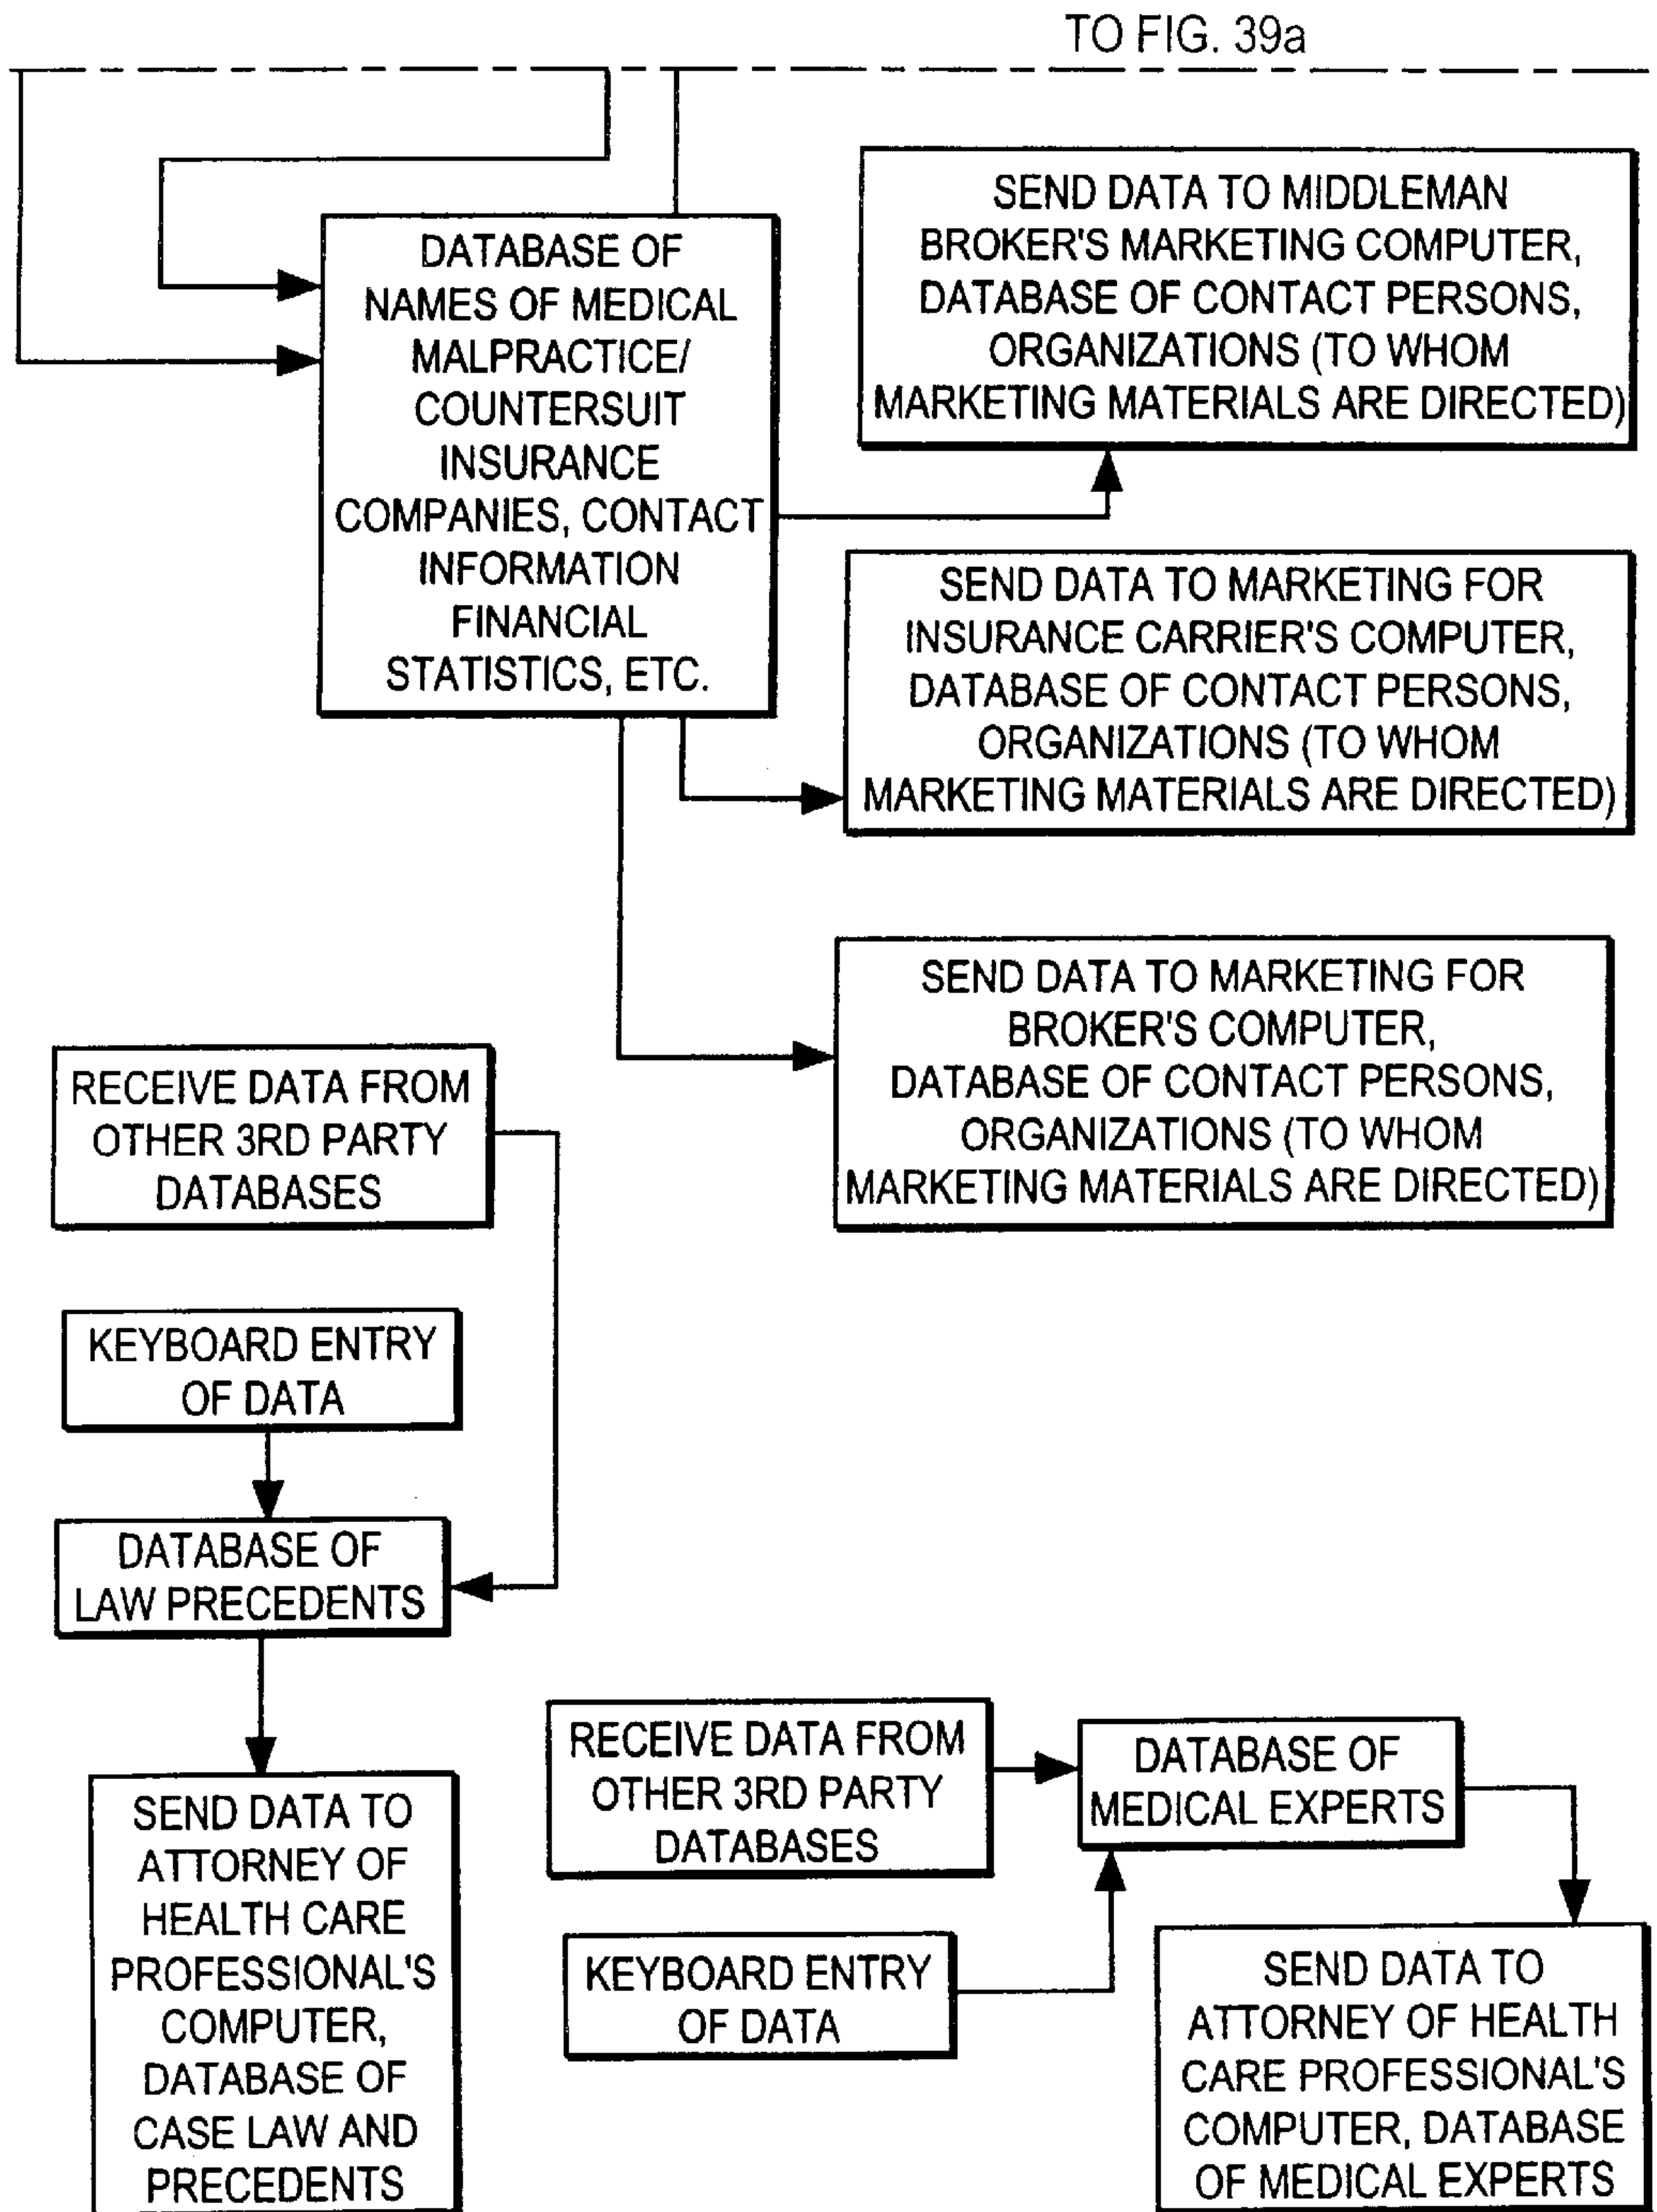 TO FIG. 39a
DATABASE OF
NAMES OF MEDICAL
MALPRACTICE/
COUNTERSUIT
INSURANCE
COMPANIES, CONTACT
INFORMATION
FINANCIAL
STATISTICS, ETC.
SEND DATA TO MIDDLEMAN
BROKER'S MARKETING COMPUTER,
DATABASE OF CONTACT PERSONS,
ORGANIZATIONS (TO WHOM
MARKETING MATERIALS ARE DIRECTED)
SEND DATA TO MARKETING FOR
INSURANCE CARRIER'S COMPUTER,
DATABASE OF CONTACT PERSONS,
ORGANIZATIONS (TO WHOM
MARKETING MATERIALS ARE DIRECTED)
SEND DATA TO MARKETING FOR
BROKER'S COMPUTER,
DATABASE OF CONTACT PERSONS,
ORGANIZATIONS (TO WHOM
MARKETING MATERIALS ARE DIRECTED)
RECEIVE DATA FROM
OTHER 3RD PARTY
DATABASES
KEYBOARD ENTRY
OF DATA
DATABASE OF
LAW PRECEDENTS
SEND DATA TO
ATTORNEY OF
HEALTH CARE
PROFESSIONAL'S
COMPUTER,
DATABASE OF
CASE LAW AND
PRECEDENTS
RECEIVE DATA FROM
OTHER 3RD PARTY
DATABASES
KEYBOARD ENTRY
OF DATA
DATABASE OF
MEDICAL EXPERTS
SEND DATA TO
ATTORNEY OF HEALTH
CARE PROFESSIONAL'S
COMPUTER, DATABASE
OF MEDICAL EXPERTS